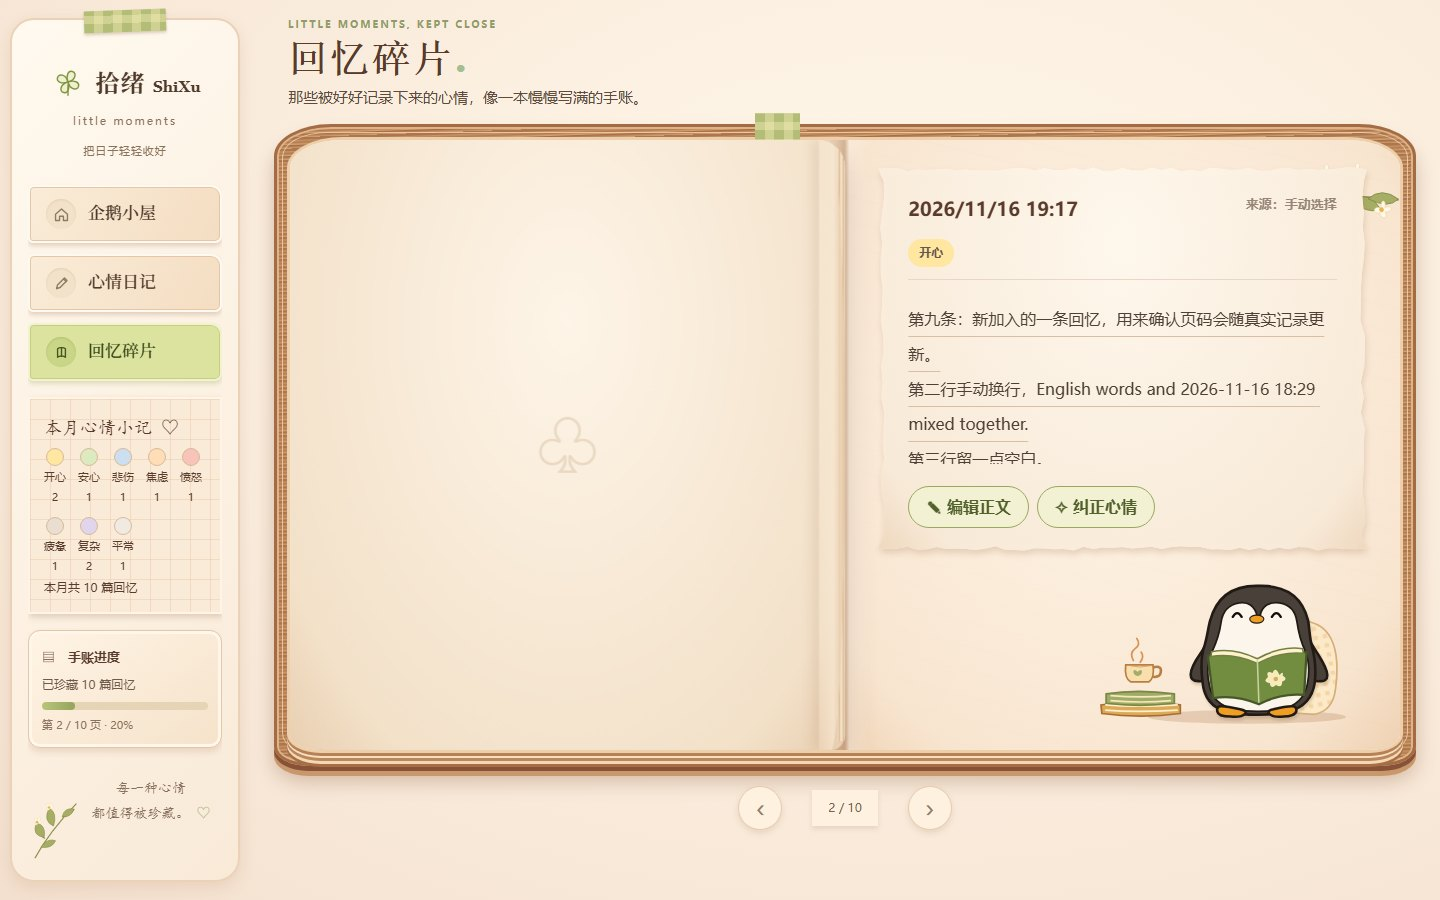 拾绪 ShiXu
little moments
把日子轻轻收好
企鹅小屋
心情日记
回忆碎片
本月心情小记 ♡
开心 安心 悲伤 焦虑 愤怒
2 1 1 1 1
疲惫 复杂 平常
1 2 1
本月共 10 篇回忆
手账进度
已珍藏 10 篇回忆
第 2 / 10 页 · 20%
每一种心情
都值得被珍藏。 ♡
LITTLE MOMENTS, KEPT CLOSE
回忆碎片
那些被好好记录下来的心情，像一本慢慢写满的手账。
2026/11/16 19:17
来源：手动选择
开心
第九条：新加入的一条回忆，用来确认页码会随真实记录更
新。
第二行手动换行，English words and 2026-11-16 18:29
mixed together.
第三行留一点空白。
编辑正文
纠正心情
‹ 2 / 10 ›